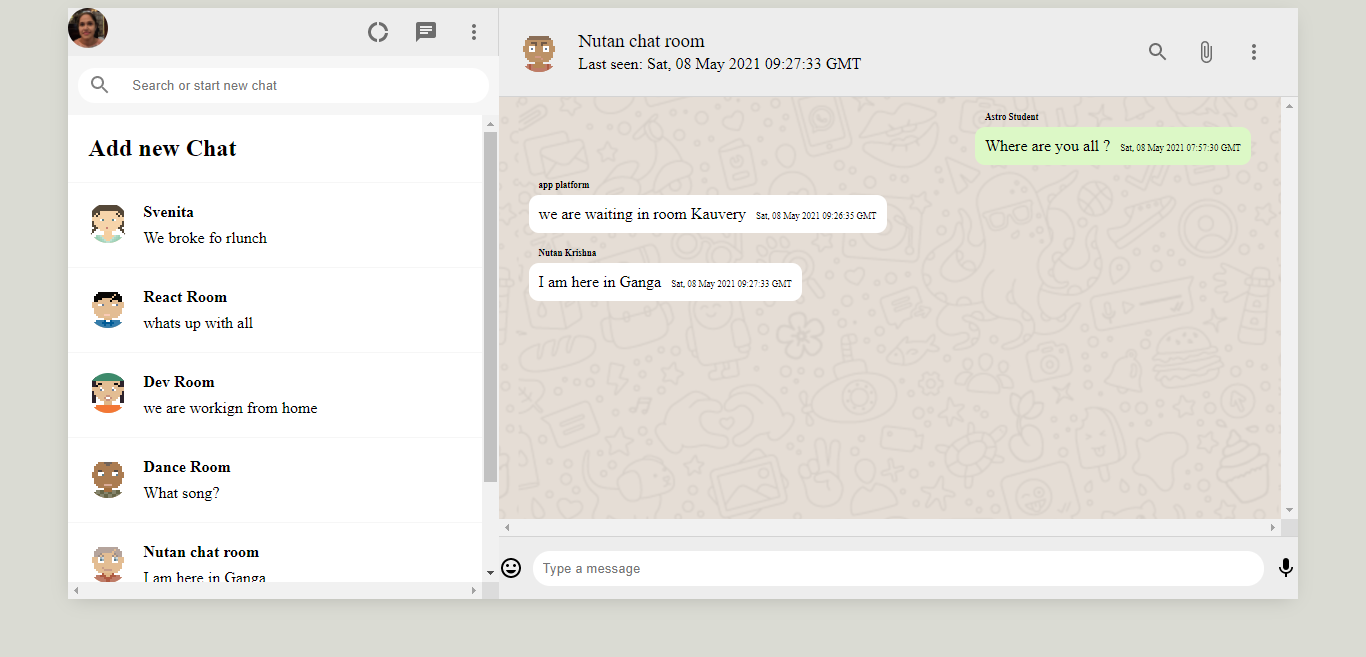 Search or start new chat
Add new Chat
Svenita
We broke fo rlunch
React Room
whats up with all
Dev Room
we are workign from home
Dance Room
What song?
Nutan chat room
I am here in Ganga
Nutan chat room
Last seen: Sat, 08 May 2021 09:27:33 GMT
Astro Student
Where are you all ? Sat, 08 May 2021 07:57:30 GMT
app platform
we are waiting in room Kauvery Sat, 08 May 2021 09:26:35 GMT
Nutan Krishna
I am here in Ganga Sat, 08 May 2021 09:27:33 GMT
Type a message